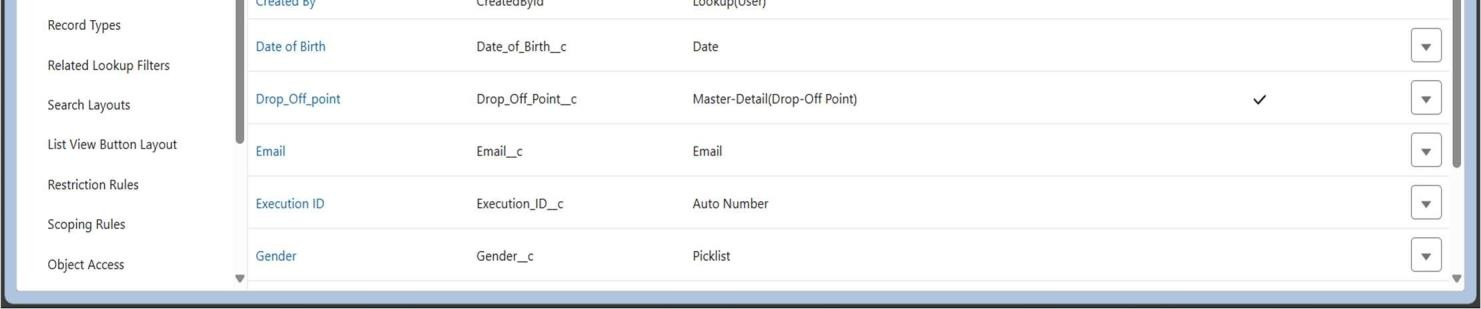 Created By CreatedById Lookup(User)
Record Types
Date of Birth Date_of_Birth__c Date
Related Lookup Filters
Drop_Off_point Drop_Off_Point__c Master-Detail(Drop-Off Point)
Search Layouts
List View Button Layout
Email Email__c Email
Restriction Rules
Execution ID Execution_ID__c Auto Number
Scoping Rules
Gender Gender__c Picklist
Object Access